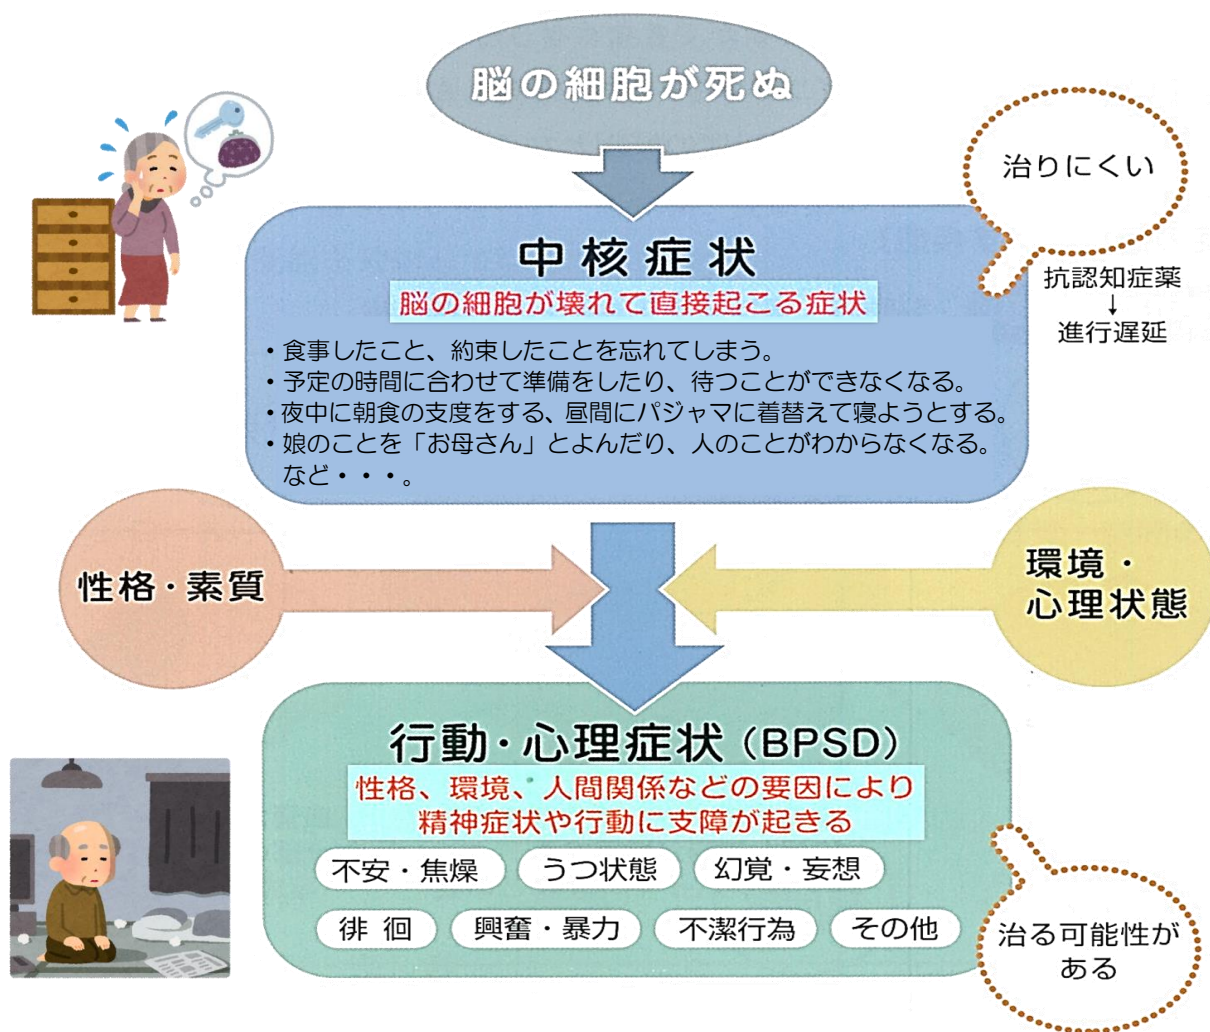 脳の細胞が死ぬ
治りにくい
中核症状
脳の細胞が壊れて直接起こる症状
抗認知症薬
↓
進行遅延
・食事したこと、約束したことを忘れてしまう。
・予定の時間に合わせて準備をしたり、待つことができなくなる。
・夜中に朝食の支度をする、昼間にパジャマに着替えて寝ようとする。
・娘のことを「お母さん」とよんだり、人のことがわからなくなる。
など・・・。
性格・素質
環境・
心理状態
行動・心理症状（BPSD）
性格、環境、人間関係などの要因により
精神症状や行動に支障が起きる
不安・焦燥
うつ状態
幻覚・妄想
徘徊
興奮・暴力
不潔行為
その他
治る可能性が
ある